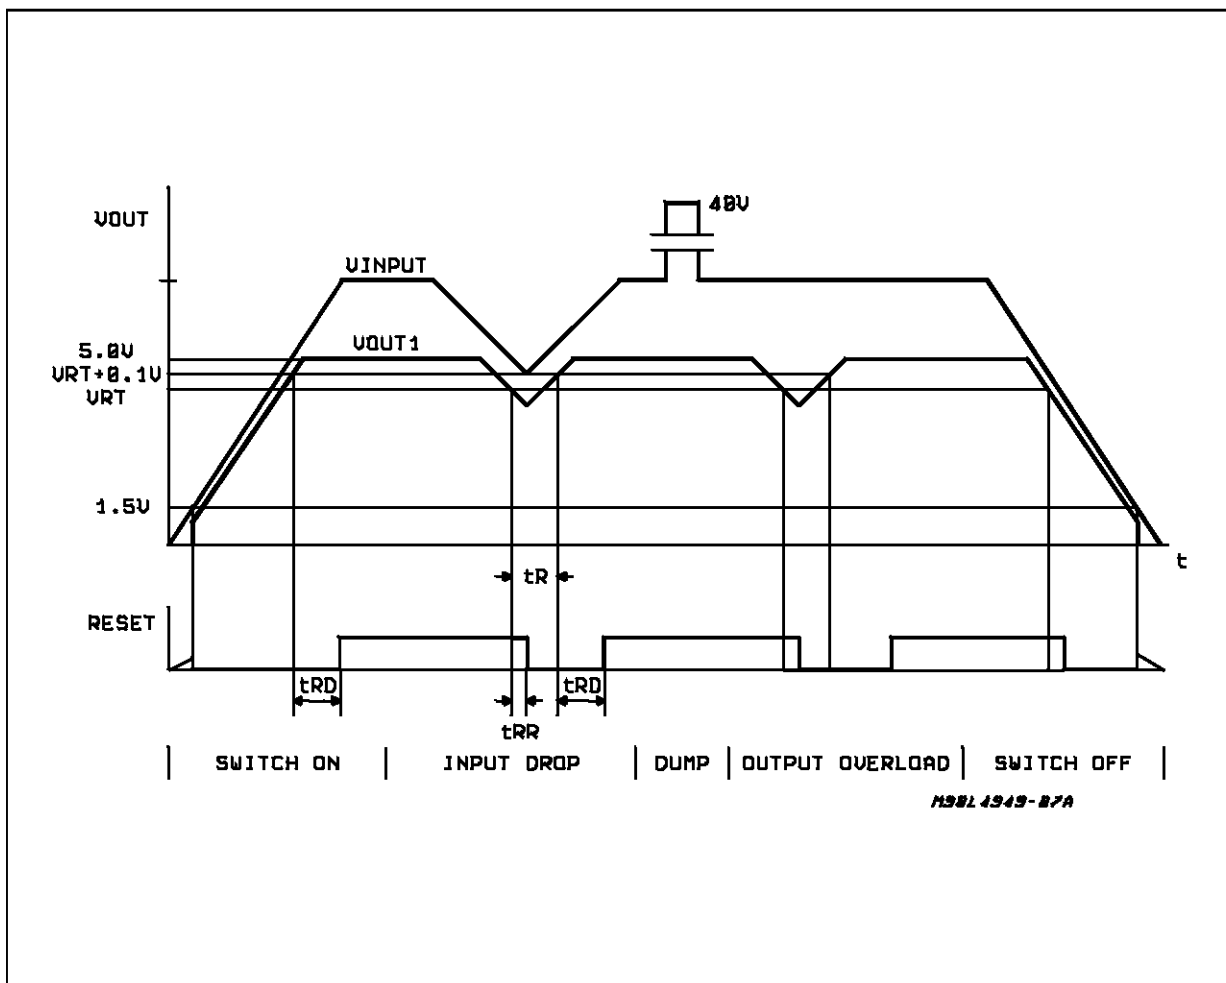 40V
VOUT
VINPUT
VOUT1
5.0V
VRT+0.1V
VRT
1.5V
t
tR
RESET
tRD
tRD
tRR
SWITCH ON
INPUT DROP
DUMP
OUTPUT OVERLOAD
SWITCH OFF
M90L4949-07A